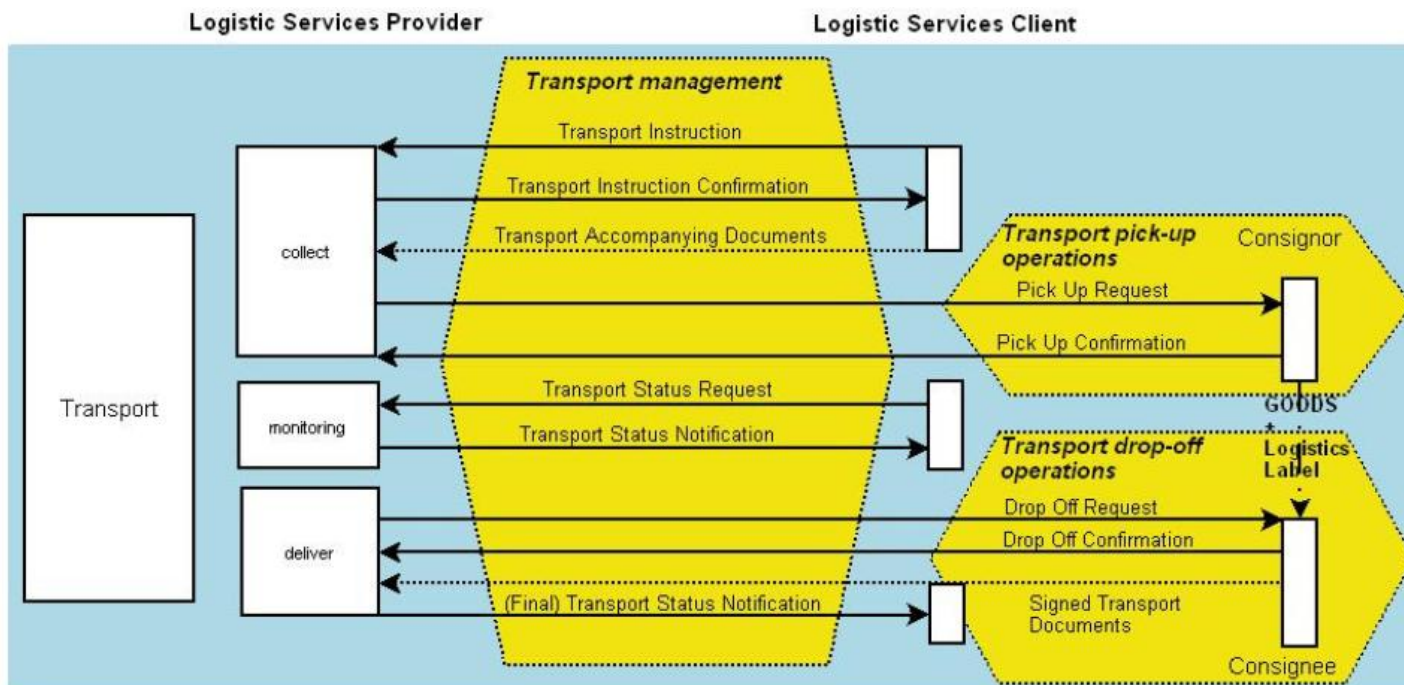 Logistic Services Provider
Logistic Services Client
Transport management
Transport Instruction
Transport Instruction Confirmation
Transport Accompanying Documents
collect
Transport pick-up
operations
Consignor
Pick Up Request
Pick Up Confirmation
Transport
Transport Status Request
monitoring
Transport Status Notification
GOODS
+
Logistics
Label
Transport drop-off
operations
Drop Off Request
Drop Off Confirmation
deliver
(Final) Transport Status Notification
Signed Transport
Documents
Consignee